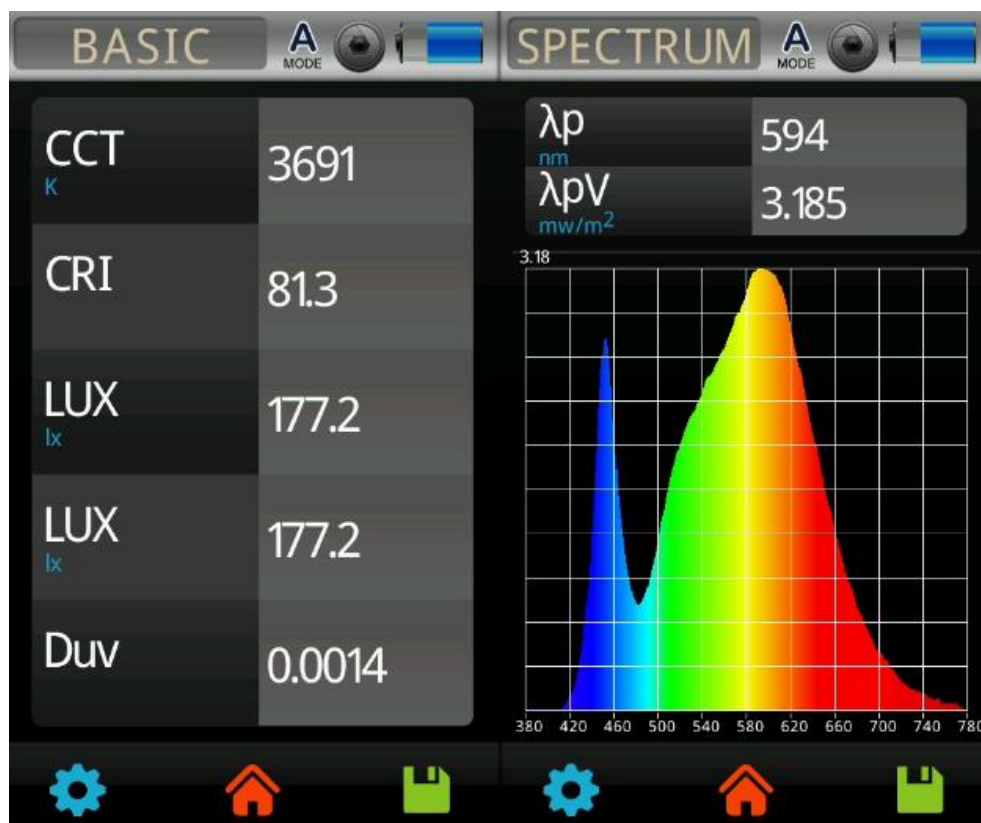 BASIC
A
MODE
CCT
K
3691
CRI
81.3
LUX
lx
177.2
LUX
lx
177.2
Duv
0.0014
SPECTRUM
A
MODE
λp
nm
594
λpV
mw/m²
3.185
3.18
380 420 460 500 540 580 620 660 700 740 780